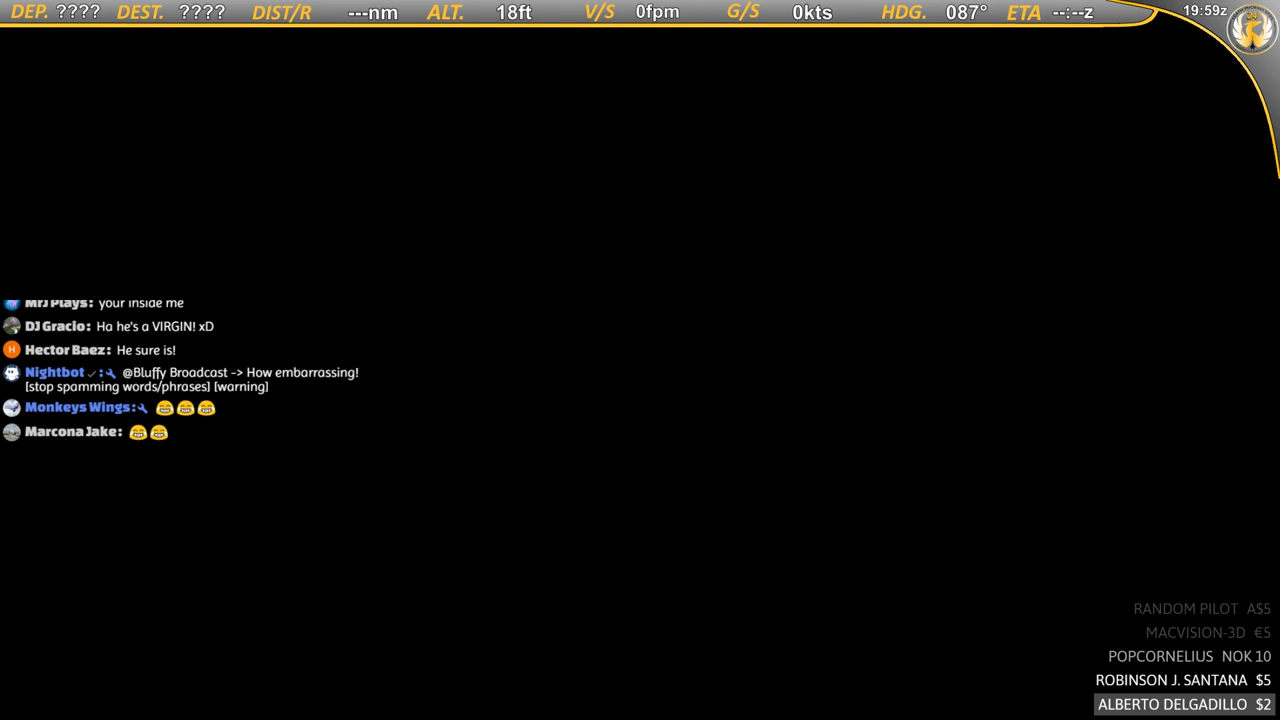 DEP. ???? DEST. ???? DIST/R ---nm ALT. 18ft V/S 0fpm G/S 0kts HDG. 087° ETA --:--z 19:59z
MrJ Plays: your inside me
DJ Gracio: Ha he's a VIRGIN! xD
H Hector Baez: He sure is!
Nightbot: @Bluffy Broadcast -> How embarrassing!
[stop spamming words/phrases] [warning]
Monkeys Wings: 😂😂😂
Marcona Jake: 😂😂
RANDOM PILOT A$5
MACVISION-3D €5
POPCORNELIUS NOK 10
ROBINSON J. SANTANA $5
ALBERTO DELGADILLO $2